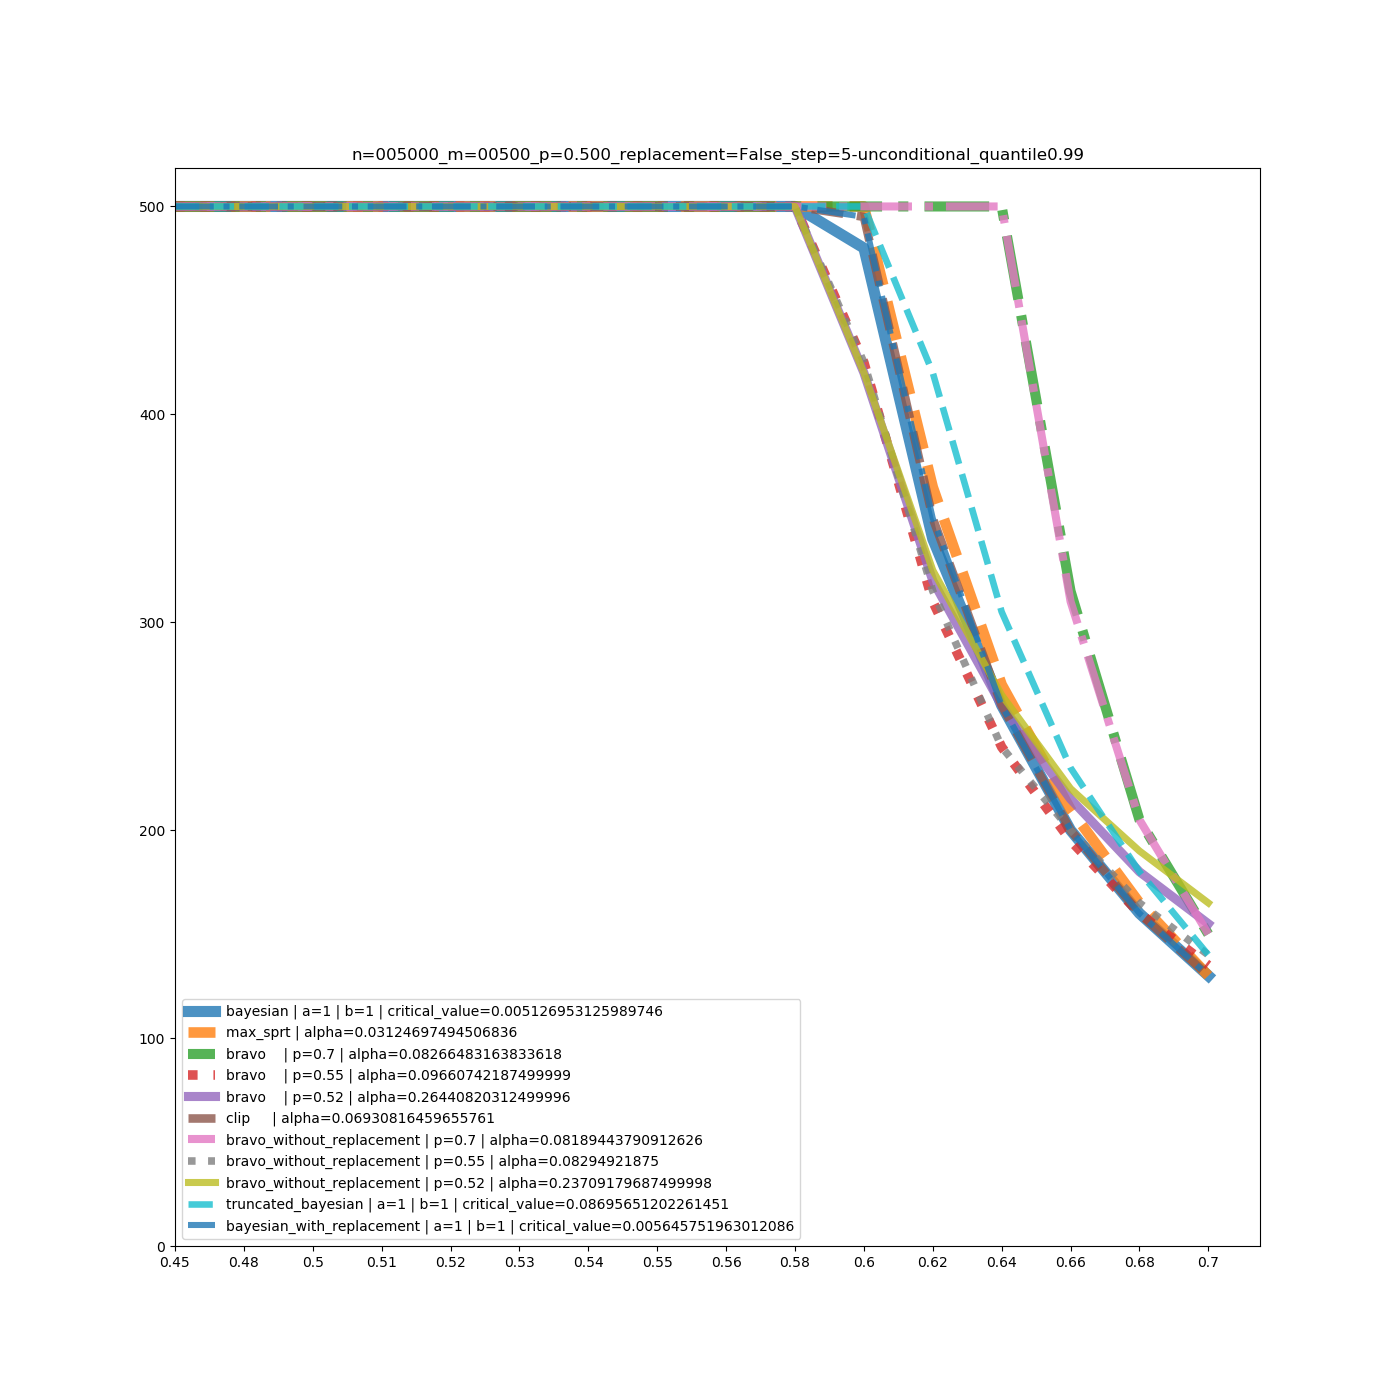 n=005000_m=00500_p=0.500_replacement=False_step=5-unconditional_quantile0.99
500
400
300
200
100
0
bayesian | a=1 | b=1 | critical_value=0.005126953125989746
max_sprt | alpha=0.03124697494506836
bravo    | p=0.7 | alpha=0.08266483163833618
bravo    | p=0.55 | alpha=0.09660742187499999
bravo    | p=0.52 | alpha=0.26440820312499996
clip     | alpha=0.06930816459655761
bravo_without_replacement | p=0.7 | alpha=0.08189443790912626
bravo_without_replacement | p=0.55 | alpha=0.08294921875
bravo_without_replacement | p=0.52 | alpha=0.23709179687499998
truncated_bayesian | a=1 | b=1 | critical_value=0.08695651202261451
bayesian_with_replacement | a=1 | b=1 | critical_value=0.005645751963012086
0.45 0.48 0.5 0.51 0.52 0.53 0.54 0.55 0.56 0.58 0.6 0.62 0.64 0.66 0.68 0.7